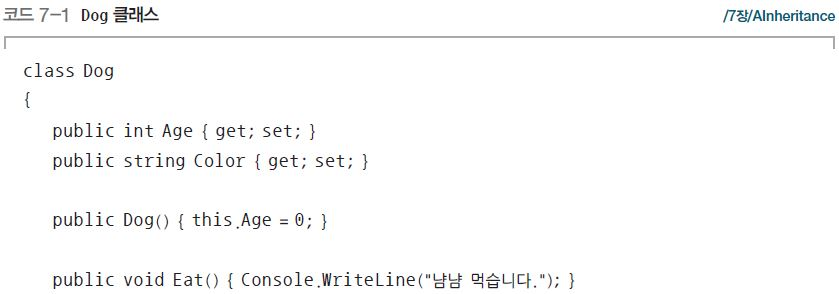 코드 7-1 Dog 클래스 /7장/AInheritance
class Dog
{
public int Age { get; set; }
public string Color { get; set; }
public Dog() { this.Age = 0; }
public void Eat() { Console.WriteLine("냠냠 먹습니다."); }